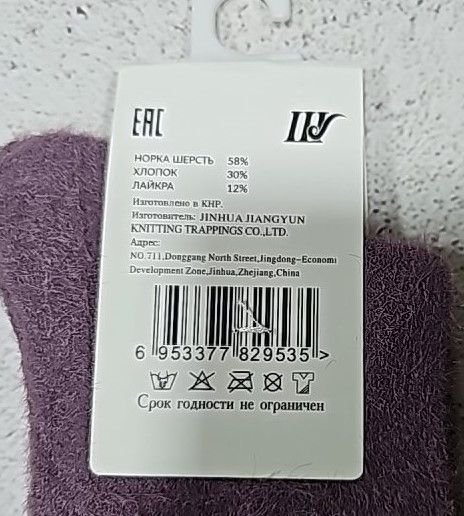 EAC
НОРКА ШЕРСТЬ 58%
ХЛОПОК 30%
ЛАЙКРА 12%
Изготовлено в КНР.
Изготовитель: JINHUA JIANGYUN
KNITTING TRAPPINGS CO.,LTD.
Адрес:
NO.711,Donggang North Street,Jingdong-Economi
Development Zone,Jinhua,Zhejiang,China
6 953377 829535 >
Срок годности не ограничен